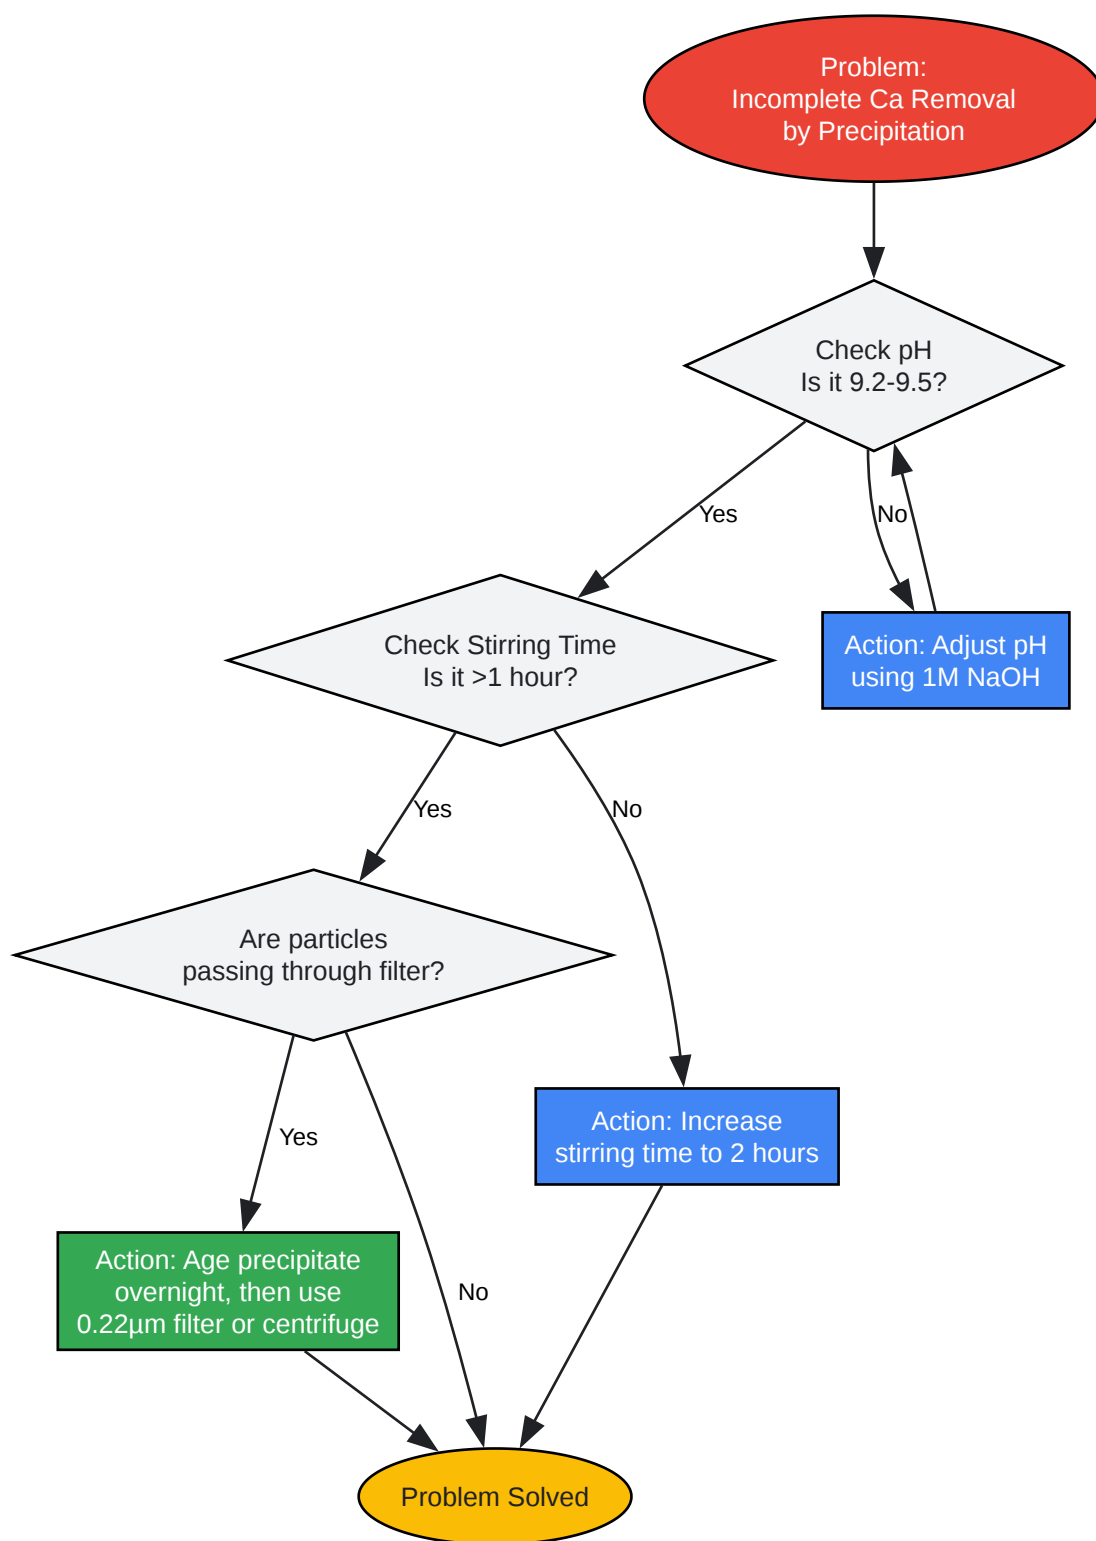 Problem:
Incomplete Ca Removal
by Precipitation
Check pH
Is it 9.2-9.5?
Yes
No
Check Stirring Time
Is it >1 hour?
Action: Adjust pH
using 1M NaOH
Yes
No
Are particles
passing through filter?
Action: Increase
stirring time to 2 hours
Yes
No
Action: Age precipitate
overnight, then use
0.22µm filter or centrifuge
Problem Solved